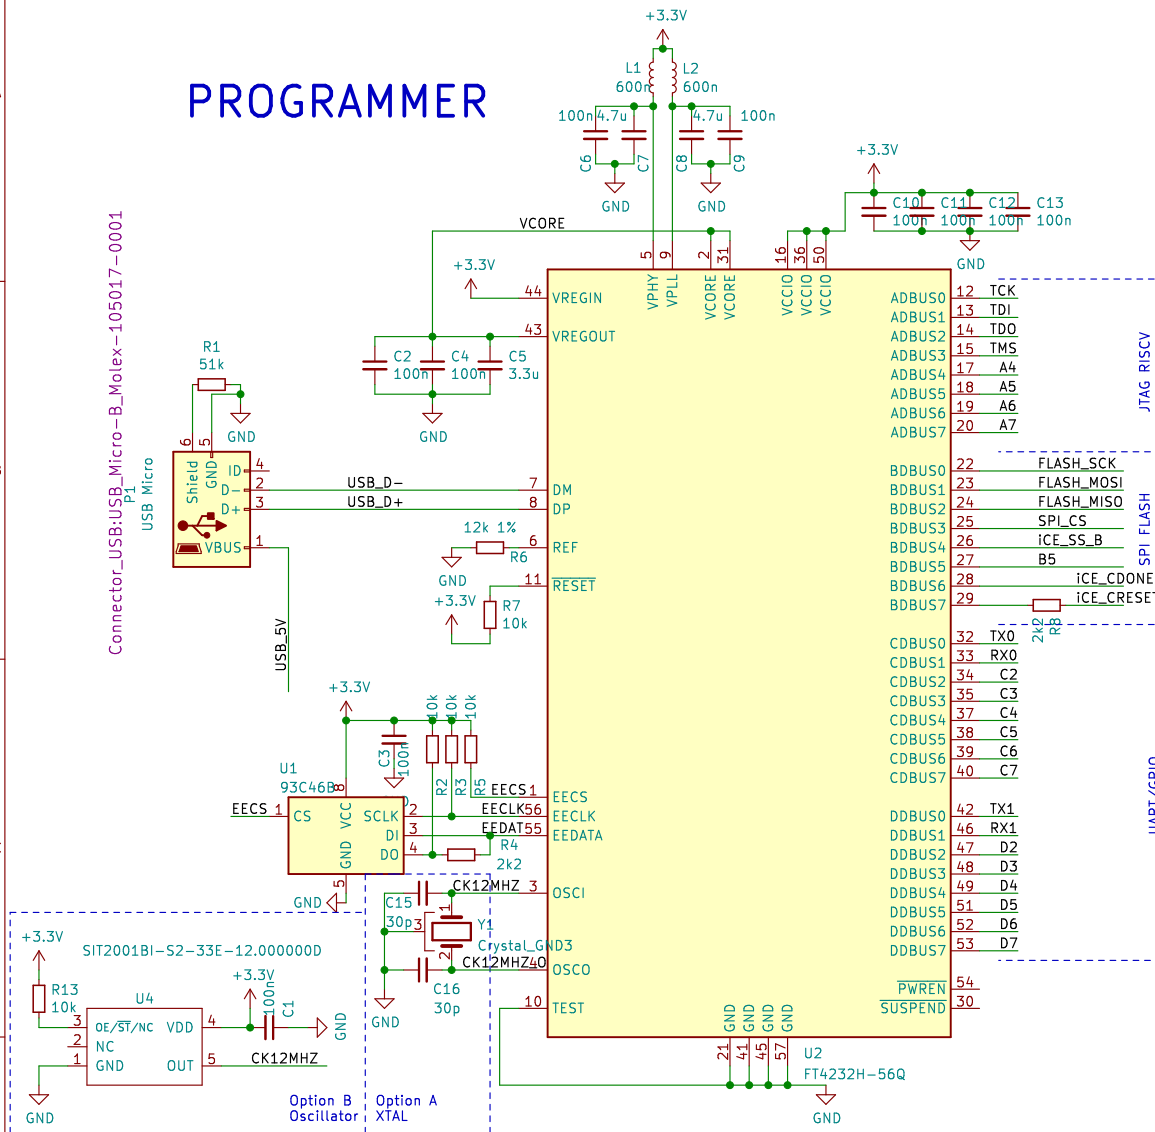 PROGRAMMER
+3.3V
L1
600n
L2
600n
100n
4.7u
4.7u
100n
C6
C7
C8
C9
GND
GND
+3.3V
C10
100n
C11
100n
C12
100n
C13
100n
GND
VCORE
+3.3V
5
9
2
31
16
36
50
VPHY
VPLL
VCORE
VCORE
VCCIO
VCCIO
VCCIO
44 VREGIN
43 VREGOUT
C2
100n
C4
100n
C5
3.3u
GND
Connector_USB:USB_Micro-B_Molex-105017-0001
P1
USB Micro
R1
51k
GND
6
5
Shield
GND
ID 4
D- 2
D+ 3
VBUS 1
USB_D-
USB_D+
USB_5V
7 DM
8 DP
12k 1%
R6
GND
6 REF
11 RESET
+3.3V
R7
10k
ADBUS0 12 TCK
ADBUS1 13 TDI
ADBUS2 14 TDO
ADBUS3 15 TMS
ADBUS4 17 A4
ADBUS5 18 A5
ADBUS6 19 A6
ADBUS7 20 A7
JTAG RISCV
BDBUS0 22 FLASH_SCK
BDBUS1 23 FLASH_MOSI
BDBUS2 24 FLASH_MISO
BDBUS3 25 SPI_CS
BDBUS4 26 iCE_SS_B
BDBUS5 27 B5
BDBUS6 28 iCE_CDONE
BDBUS7 29 iCE_CRESET
2k2
R8
SPI FLASH
CDBUS0 32 TX0
CDBUS1 33 RX0
CDBUS2 34 C2
CDBUS3 35 C3
CDBUS4 37 C4
CDBUS5 38 C5
CDBUS6 39 C6
CDBUS7 40 C7
UART/GPIO
DDBUS0 42 TX1
DDBUS1 46 RX1
DDBUS2 47 D2
DDBUS3 48 D3
DDBUS4 49 D4
DDBUS5 51 D5
DDBUS6 52 D6
DDBUS7 53 D7
PWREN 54
SUSPEND 30
+3.3V
C3
100n
10k
10k
10k
R2
R3
R5
U1
93C46B
8
VCC
EECS 1 CS
SCLK 2
DI 3
DO 4
GND
5
GND
EECS 1 EECS
EECLK 56 EECLK
EEDAT 55 EEDATA
R4
2k2
CK12MHZ 3 OSCI
C15
30p
1
3
2
Y1
Crystal_GND3
CK12MHZ_O 4 OSCO
C16
30p
GND
10 TEST
GND
GND
GND
GND
21
41
45
57
U2
FT4232H-56Q
GND
+3.3V
SIT2001BI-S2-33E-12.000000D
R13
10k
U4
+3.3V
100n
C1
GND
3 OE/ST/NC
2 NC
1 GND
VDD 4
OUT 5
CK12MHZ
GND
Option B
Oscillator
Option A
XTAL